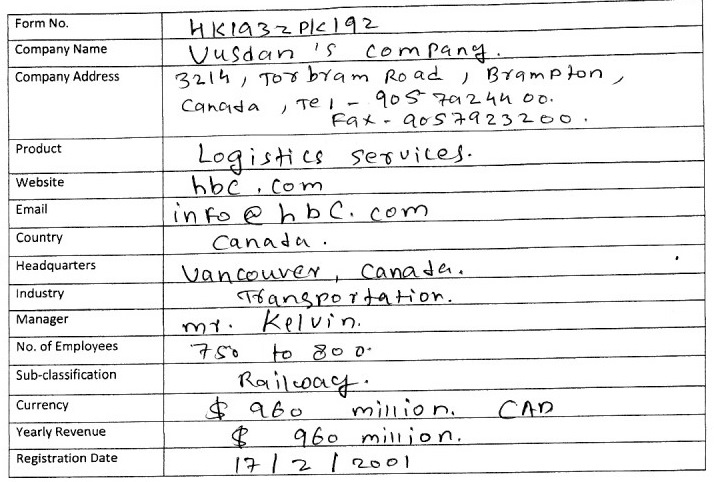 Form No. HK1932PK192
Company Name Vusdan's company.
Company Address 3214, Torbram Road, Brampton,
Canada, Tel - 9057924400.
Fax - 9057923200.
Product Logistics services.
Website hbc.com
Email info@hbc.com
Country Canada.
Headquarters Vancouver, Canada.
Industry Transportation.
Manager mr. Kelvin.
No. of Employees 750 to 800.
Sub-classification Railway.
Currency $ 960 million. CAD
Yearly Revenue $ 960 million.
Registration Date 17/2/2001